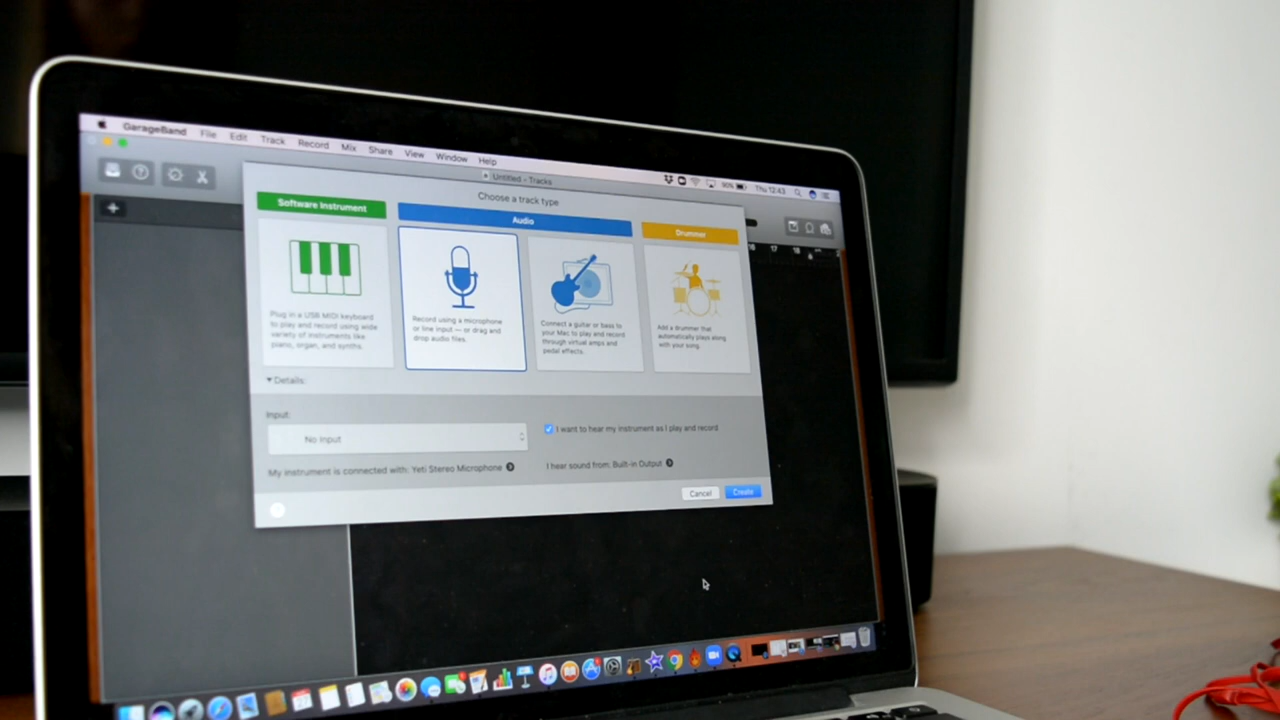 GarageBand File Edit Track Record Mix Share View Window Help
90% Thu 12:43
Untitled - Tracks
Choose a track type
Software Instrument
Audio
Drummer
Plug in a USB MIDI keyboard
to play and record using wide
variety of instruments like
piano, organ, and synths.
Record using a microphone
or line input — or drag and
drop audio files.
Connect a guitar or bass to
your Mac to play and record
through virtual amps and
pedal effects.
Add a drummer that
automatically plays along
with your song.
17 18
Details:
Input:
No Input
I want to hear my instrument as I play and record
My instrument is connected with: Yeti Stereo Microphone
I hear sound from: Built-in Output
Cancel Create